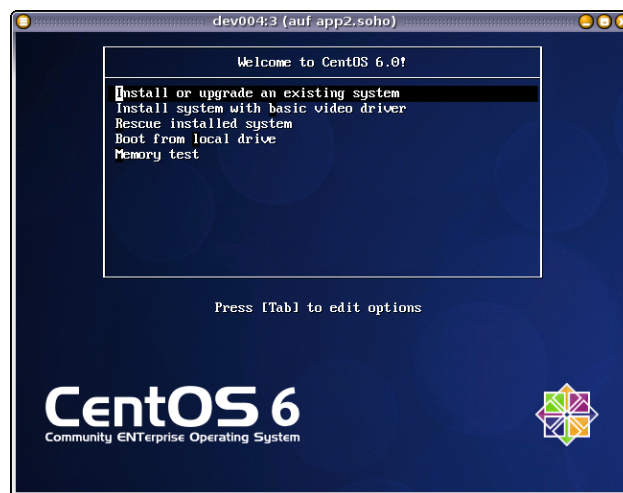 dev004:3 (auf app2.soho)
Welcome to CentOS 6.0!
Install or upgrade an existing system
Install system with basic video driver
Rescue installed system
Boot from local drive
Memory test
Press [Tab] to edit options
CentOS 6
Community ENTerprise Operating System